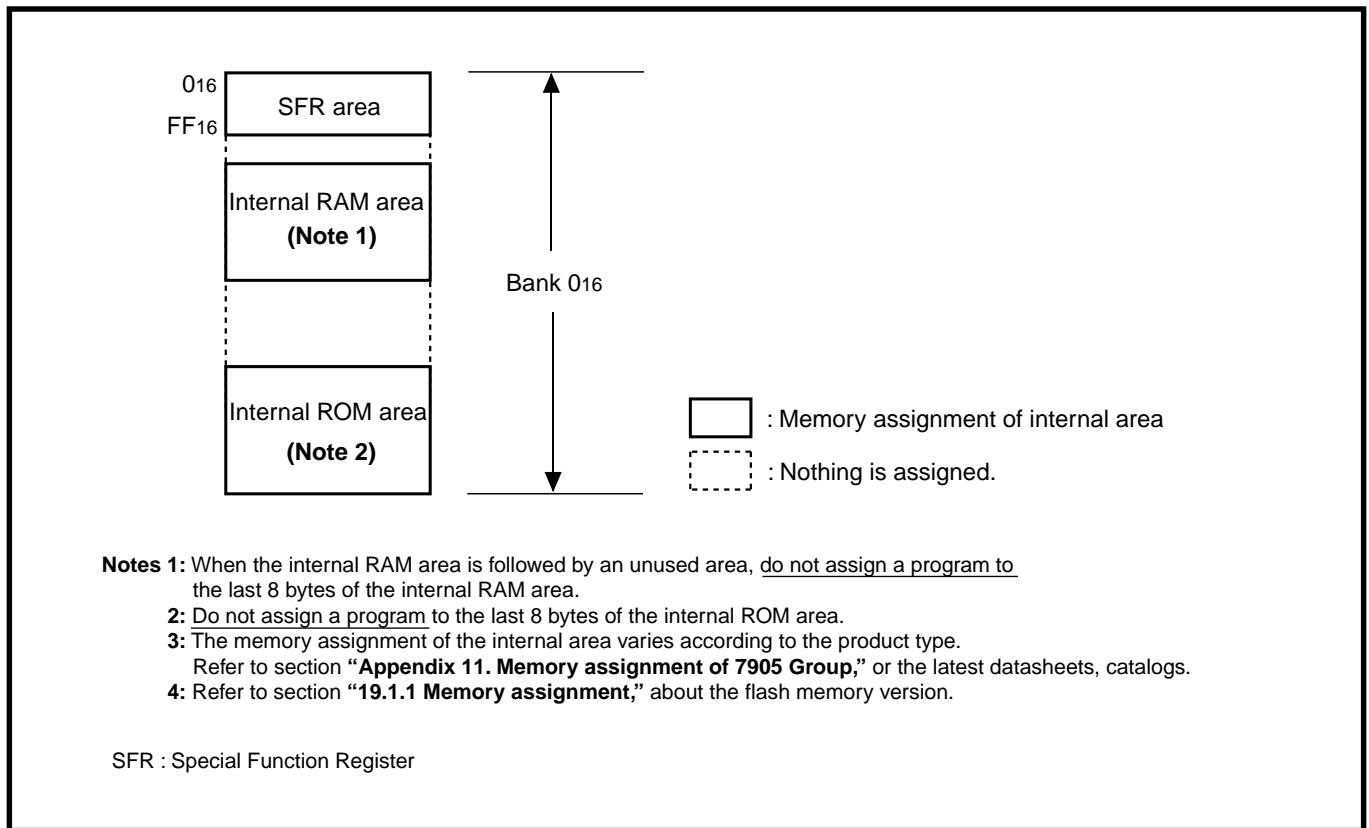 016
FF16
SFR area
Internal RAM area
(Note 1)
Bank 016
Internal ROM area
(Note 2)
: Memory assignment of internal area
: Nothing is assigned.
Notes 1: When the internal RAM area is followed by an unused area, do not assign a program to
the last 8 bytes of the internal RAM area.
2: Do not assign a program to the last 8 bytes of the internal ROM area.
3: The memory assignment of the internal area varies according to the product type.
Refer to section “Appendix 11. Memory assignment of 7905 Group,” or the latest datasheets, catalogs.
4: Refer to section “19.1.1 Memory assignment,” about the flash memory version.
SFR : Special Function Register